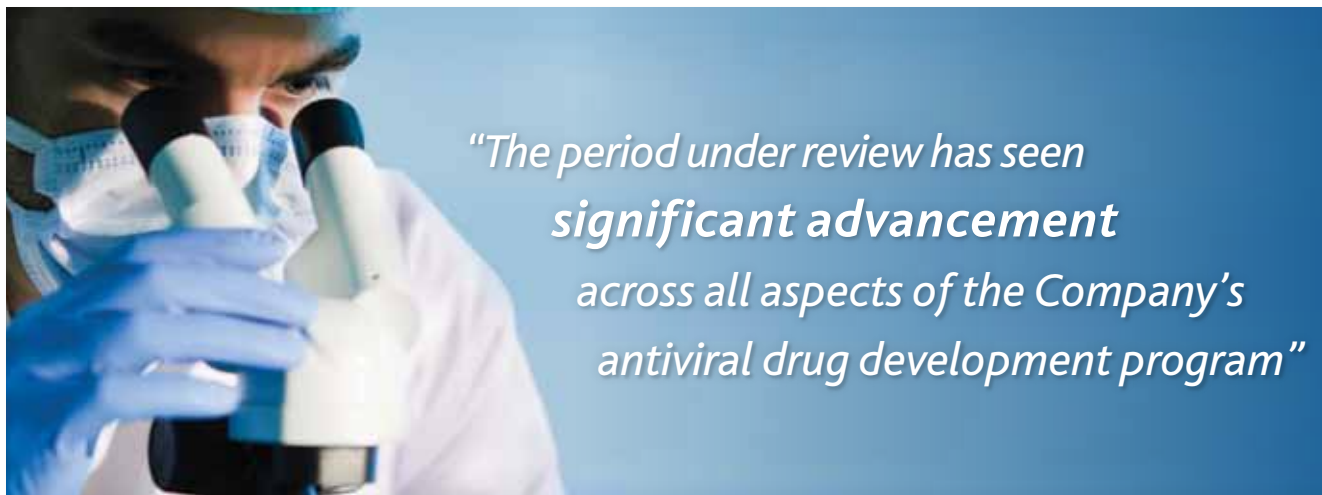 “The period under review has seen
significant advancement
across all aspects of the Company’s
antiviral drug development program”